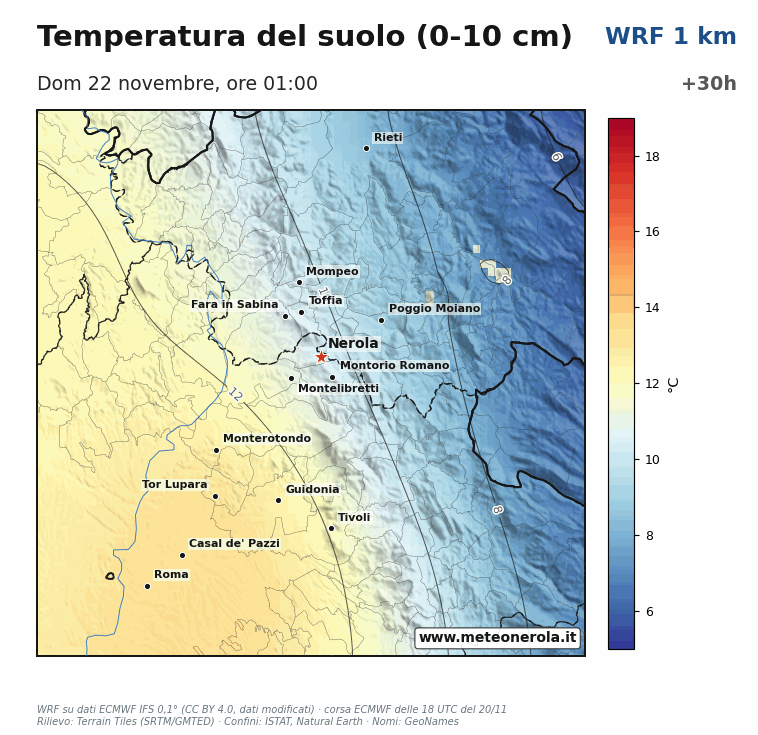 Temperatura del suolo (0-10 cm)
WRF 1 km
Dom 22 novembre, ore 01:00
+30h
Rieti
6
18
16
8
Mompeo
Toffia
Fara in Sabina
Poggio Moiano
14
Nerola
Montorio Romano
Montelibretti
12
12
°C
Monterotondo
10
Tor Lupara
Guidonia
8
Tivoli
8
Casal de' Pazzi
Roma
6
www.meteonerola.it
WRF su dati ECMWF IFS 0,1° (CC BY 4.0, dati modificati) · corsa ECMWF delle 18 UTC del 20/11
Rilievo: Terrain Tiles (SRTM/GMTED) · Confini: ISTAT, Natural Earth · Nomi: GeoNames